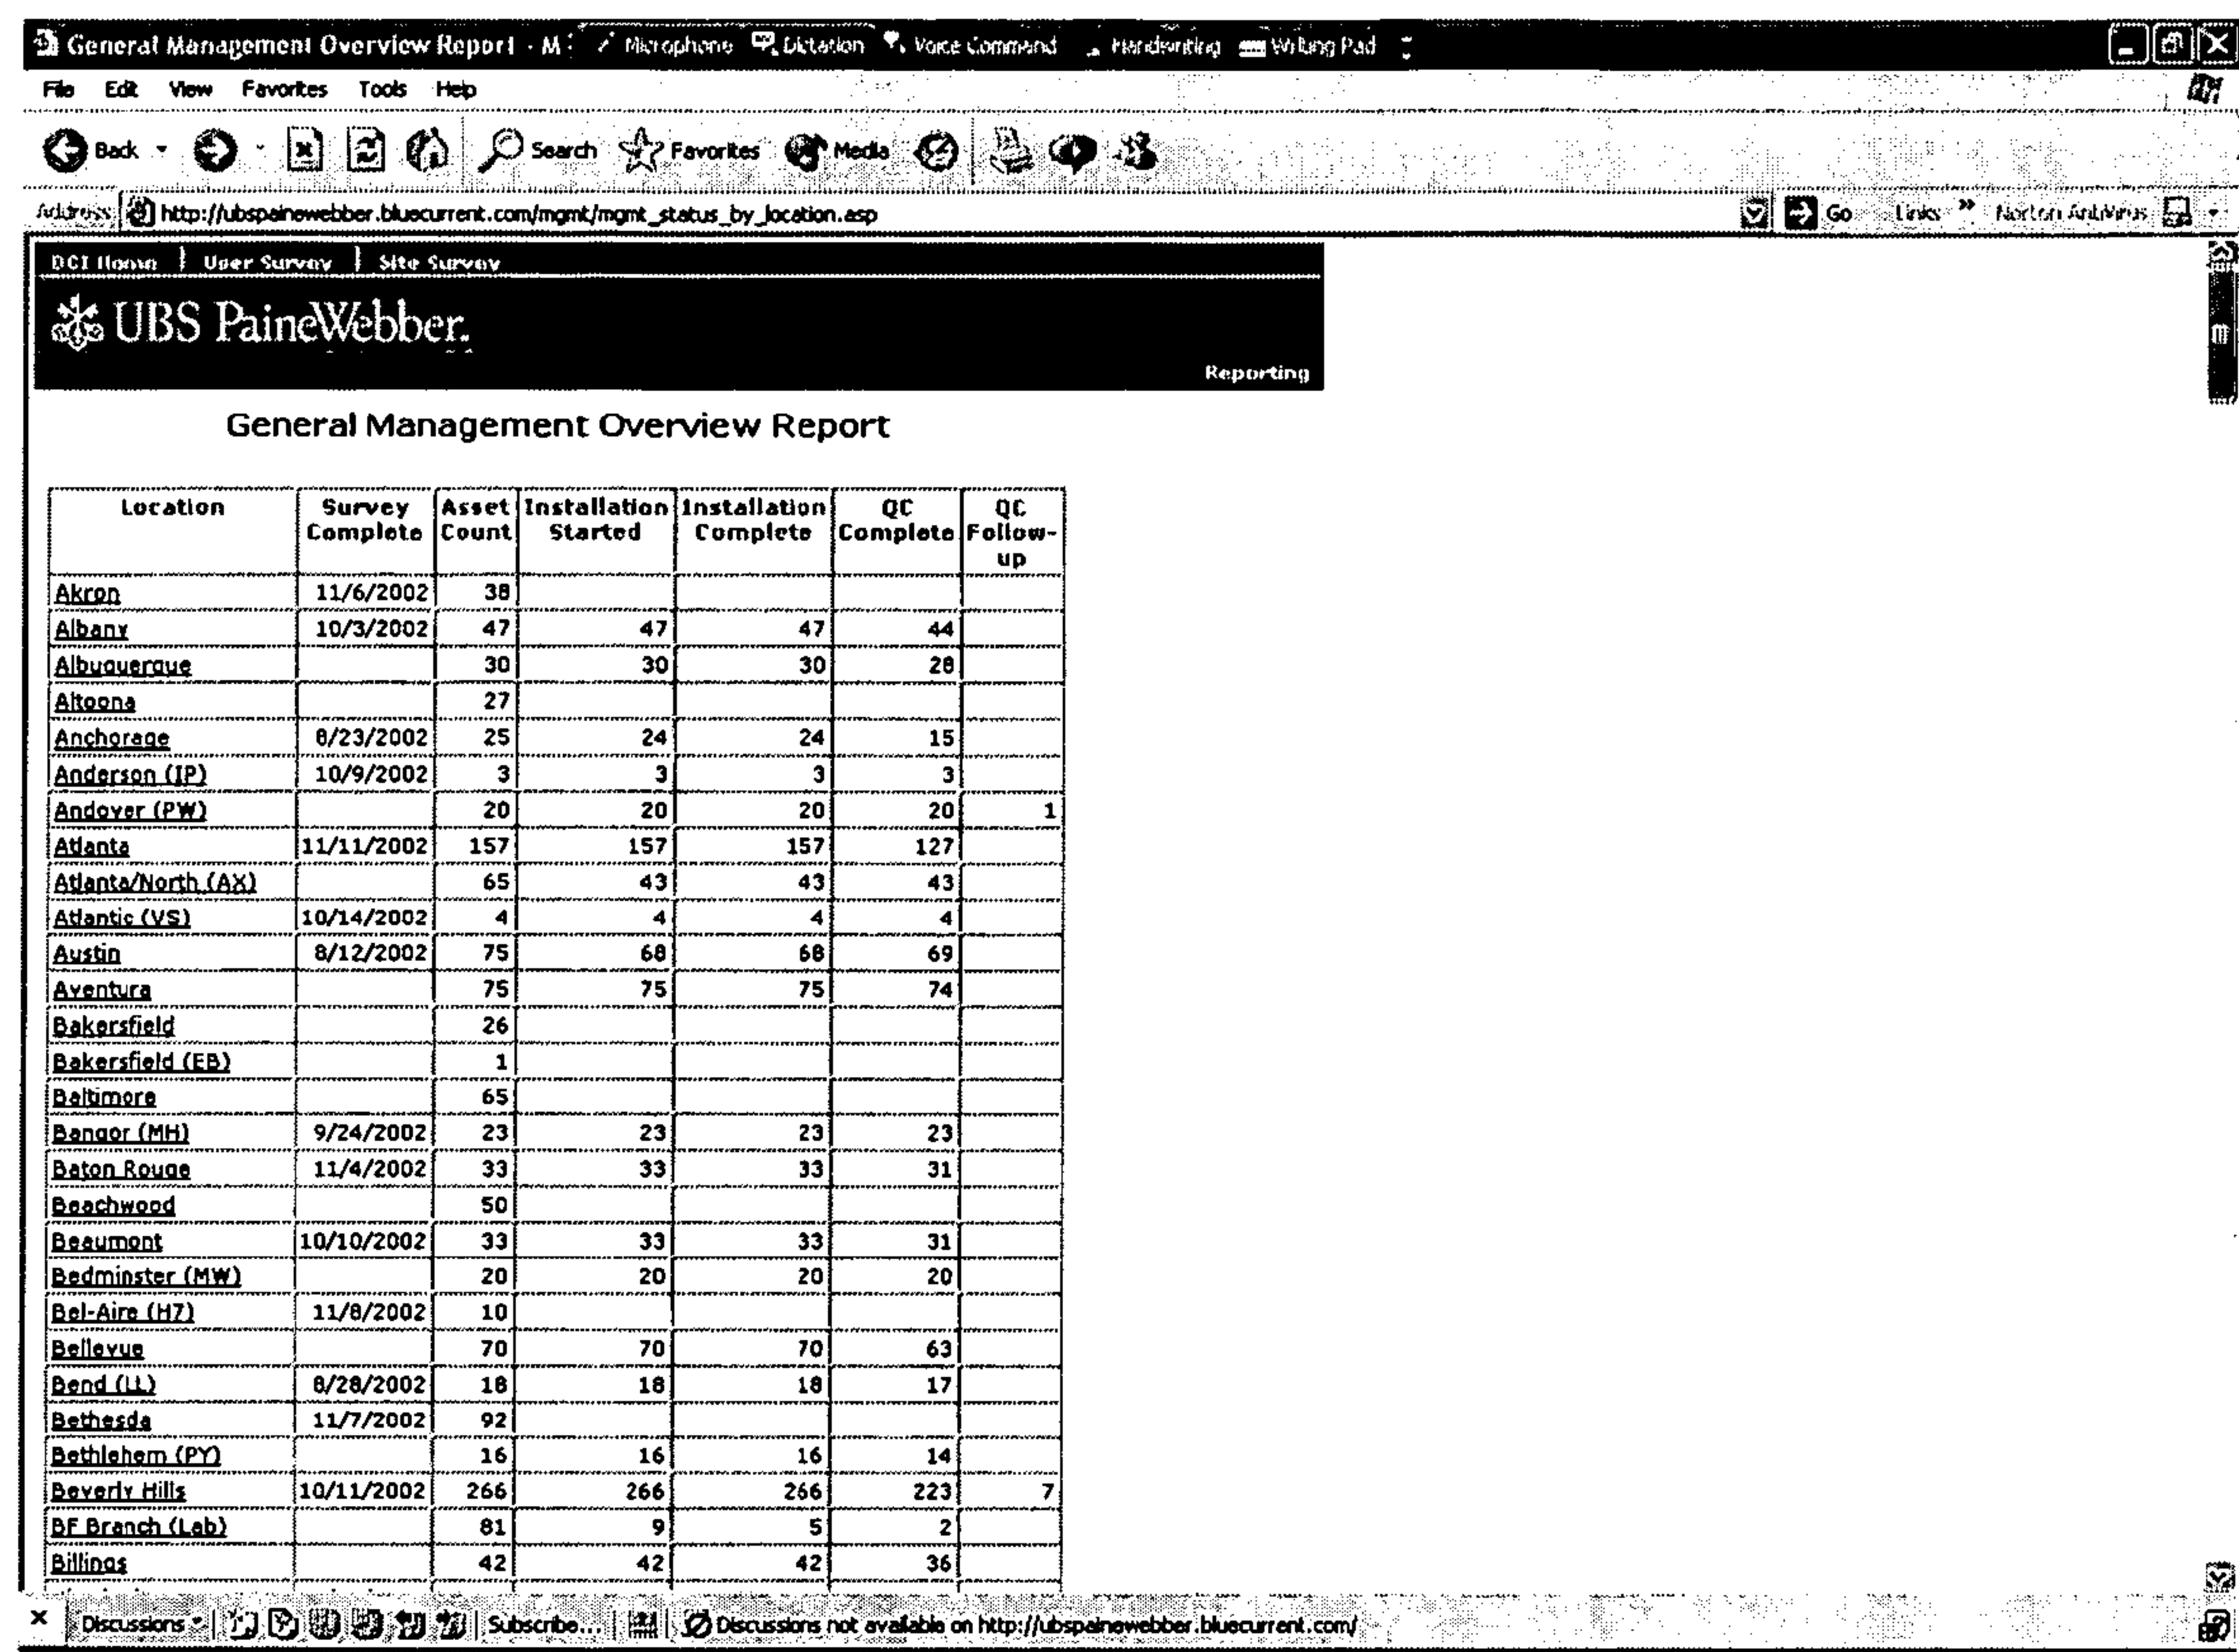 General Management Overview Report - M Microphone Dictation Voice Command Handwriting Writing Pad
File Edit View Favorites Tools Help
Back Search Favorites Media
Address http://ubspainewebber.bluecurrent.com/mgmt/mgmt_status_by_location.asp Go Links » Norton AntiVirus
DCI Home | User Survey | Site Survey
UBS PaineWebber.
Reporting
General Management Overview Report
Location Survey Complete Asset Count Installation Started Installation Complete QC Complete QC Follow-up
Akron 11/6/2002 38
Albany 10/3/2002 47 47 47 44
Albuquerque 30 30 30 28
Altoona 27
Anchorage 8/23/2002 25 24 24 15
Anderson (IP) 10/9/2002 3 3 3 3
Andover (PW) 20 20 20 20 1
Atlanta 11/11/2002 157 157 157 127
Atlanta/North (AX) 65 43 43 43
Atlantic (VS) 10/14/2002 4 4 4 4
Austin 8/12/2002 75 68 68 69
Aventura 75 75 75 74
Bakersfield 26
Bakersfield (EB) 1
Baltimore 65
Bangor (MH) 9/24/2002 23 23 23 23
Baton Rouge 11/4/2002 33 33 33 31
Beachwood 50
Beaumont 10/10/2002 33 33 33 31
Bedminster (MW) 20 20 20 20
Bel-Aire (H7) 11/8/2002 10
Bellevue 70 70 70 63
Bend (LL) 8/28/2002 18 18 18 17
Bethesda 11/7/2002 92
Bethlehem (PY) 16 16 16 14
Beverly Hills 10/11/2002 266 266 266 223 7
BF Branch (Lab) 81 9 5 2
Billings 42 42 42 36
Discussions Subscribe... Discussions not available on http://ubspainewebber.bluecurrent.com/